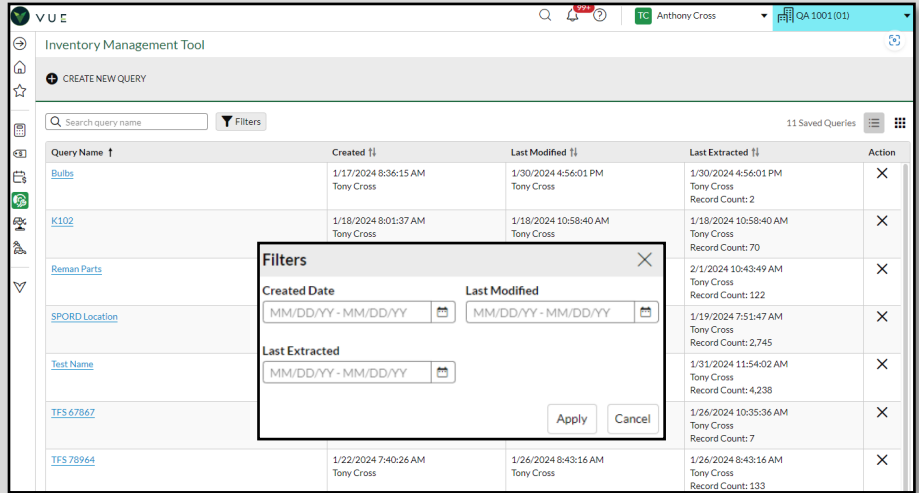 VUE
99+
TC Anthony Cross
QA 1001 (01)
Inventory Management Tool
CREATE NEW QUERY
Search query name
Filters
11 Saved Queries
Query Name Created Last Modified Last Extracted Action
Bulbs
1/17/2024 8:36:15 AM
Tony Cross
1/30/2024 4:56:01 PM
Tony Cross
1/30/2024 4:56:01 PM
Tony Cross
Record Count: 2
K102
1/18/2024 8:01:37 AM
Tony Cross
1/18/2024 10:58:40 AM
Tony Cross
1/18/2024 10:58:40 AM
Tony Cross
Record Count: 70
Reman Parts
2/1/2024 10:43:49 AM
Tony Cross
Record Count: 122
SPORD Location
1/19/2024 7:51:47 AM
Tony Cross
Record Count: 2,745
Test Name
1/31/2024 11:54:02 AM
Tony Cross
Record Count: 4,238
TFS 67867
1/26/2024 10:35:36 AM
Tony Cross
Record Count: 7
TFS 78964
1/22/2024 7:40:26 AM
Tony Cross
1/26/2024 8:43:16 AM
Tony Cross
1/26/2024 8:43:16 AM
Tony Cross
Record Count: 133
Filters
Created Date
MM/DD/YY - MM/DD/YY
Last Modified
MM/DD/YY - MM/DD/YY
Last Extracted
MM/DD/YY - MM/DD/YY
Apply
Cancel